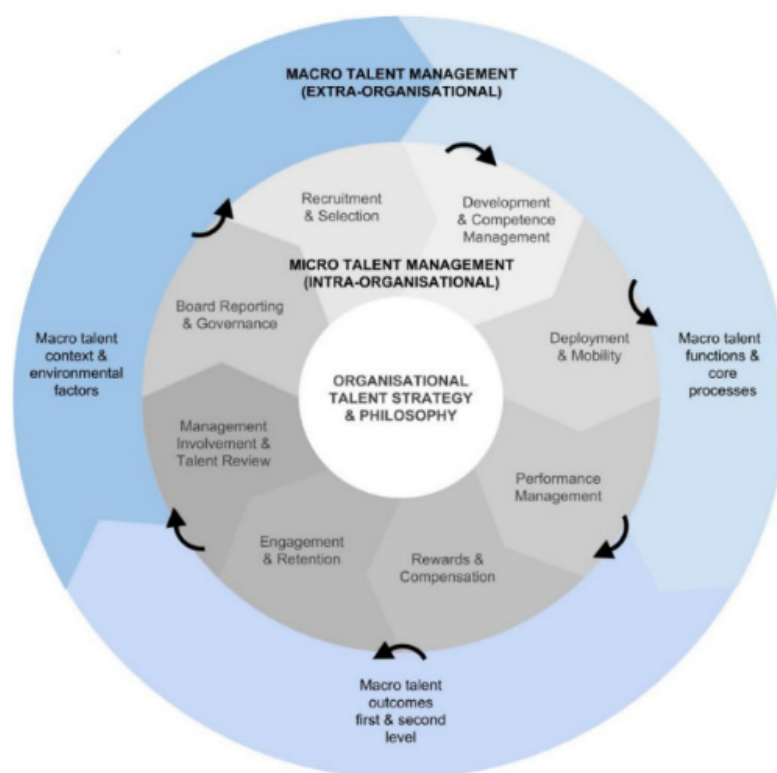 MACRO TALENT MANAGEMENT
(EXTRA-ORGANISATIONAL)
Recruitment
& Selection
Development
& Competence
Management
MICRO TALENT MANAGEMENT
(INTRA-ORGANISATIONAL)
Board Reporting
& Governance
Deployment
& Mobility
Macro talent
context &
environmental
factors
Macro talent
functions &
core
processes
ORGANISATIONAL
TALENT STRATEGY
& PHILOSOPHY
Management
Involvement &
Talent Review
Performance
Management
Engagement
& Retention
Rewards &
Compensation
Macro talent
outcomes
first & second
level